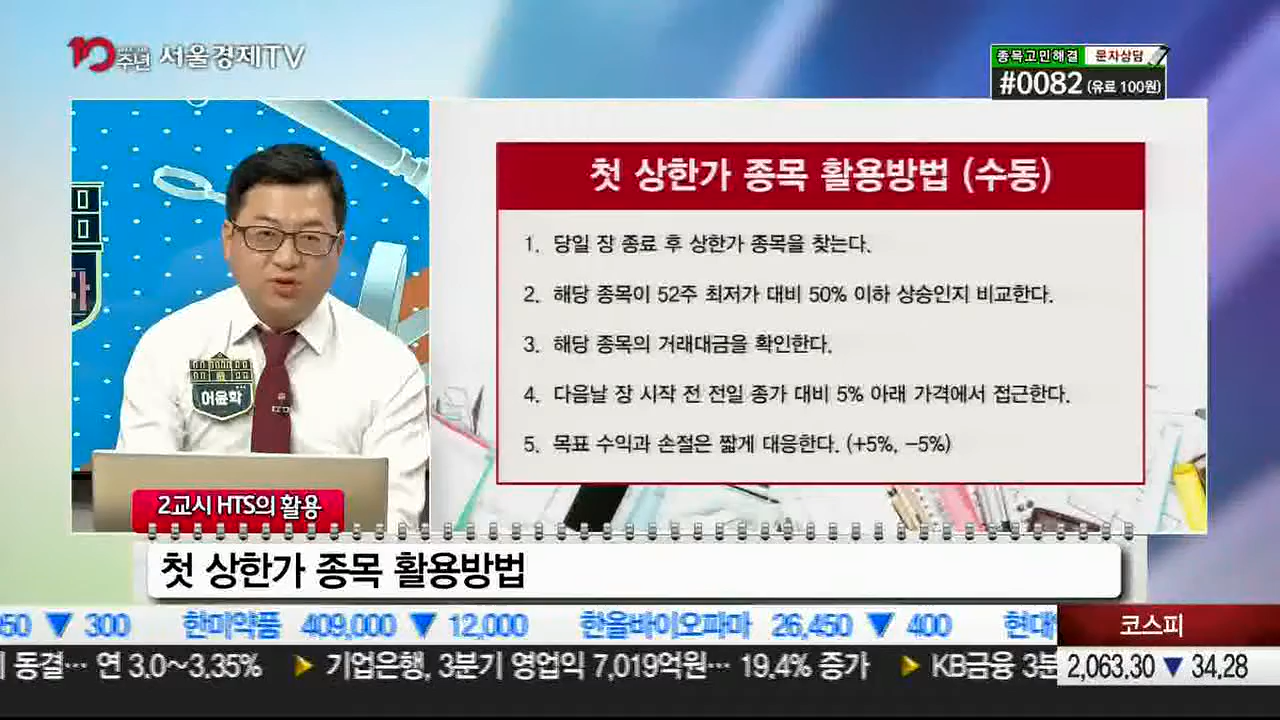 10주년 서울경제TV
종목고민해결 문자상담
#0082 (유료 100원)
첫 상한가 종목 활용방법 (수동)
1. 당일 장 종료 후 상한가 종목을 찾는다.
2. 해당 종목이 52주 최저가 대비 50% 이하 상승인지 비교한다.
3. 해당 종목의 거래대금을 확인한다.
4. 다음날 장 시작 전 전일 종가 대비 5% 아래 가격에서 접근한다.
5. 목표 수익과 손절은 짧게 대응한다. (+5%, -5%)
어윤학
2교시 HTS의 활용
첫 상한가 종목 활용방법
950 ▼ 300 한미약품 409,000 ▼ 12,000 한올바이오파마 26,450 ▼ 400 현대
코스피
동결… 연 3.0~3.35% ▶ 기업은행, 3분기 영업익 7,019억원… 19.4% 증가 ▶ KB금융 3분
2,063.30 ▼ 34.28